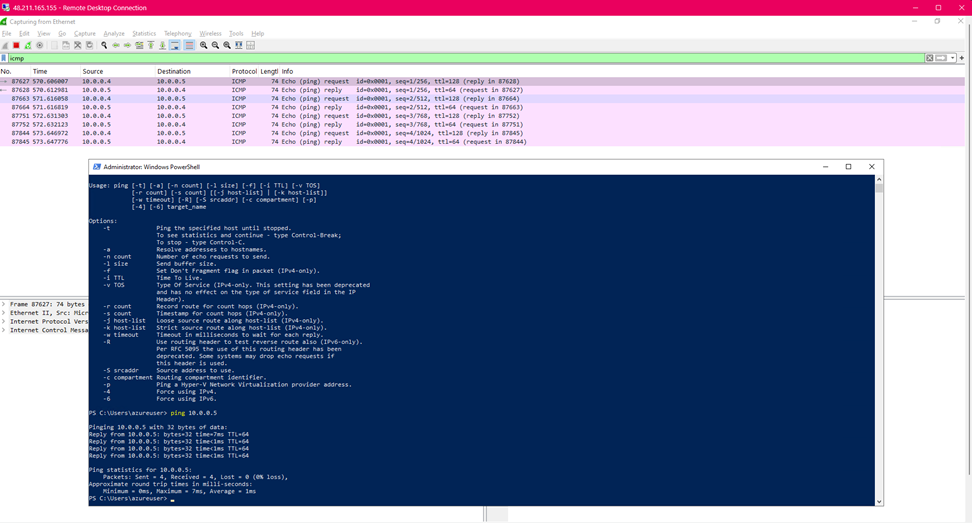 48.211.165.155 - Remote Desktop Connection
Capturing from Ethernet
File Edit View Go Capture Analyze Statistics Telephony Wireless Tools Help
icmp
No. Time Source Destination Protocol Length Info
87627 570.606007 10.0.0.4 10.0.0.5 ICMP 74 Echo (ping) request id=0x0001, seq=1/256, ttl=128 (reply in 87628)
87628 570.612981 10.0.0.5 10.0.0.4 ICMP 74 Echo (ping) reply id=0x0001, seq=1/256, ttl=64 (request in 87627)
87663 571.616058 10.0.0.4 10.0.0.5 ICMP 74 Echo (ping) request id=0x0001, seq=2/512, ttl=128 (reply in 87664)
87664 571.616819 10.0.0.5 10.0.0.4 ICMP 74 Echo (ping) reply id=0x0001, seq=2/512, ttl=64 (request in 87663)
87751 572.631303 10.0.0.4 10.0.0.5 ICMP 74 Echo (ping) request id=0x0001, seq=3/768, ttl=128 (reply in 87752)
87752 572.632123 10.0.0.5 10.0.0.4 ICMP 74 Echo (ping) reply id=0x0001, seq=3/768, ttl=64 (request in 87751)
87844 573.646972 10.0.0.4 10.0.0.5 ICMP 74 Echo (ping) request id=0x0001, seq=4/1024, ttl=128 (reply in 87845)
87845 573.647716 10.0.0.5 10.0.0.4 ICMP 74 Echo (ping) reply id=0x0001, seq=4/1024, ttl=64 (request in 87844)
Administrator: Windows PowerShell
Usage: ping [-t] [-a] [-n count] [-l size] [-f] [-i TTL] [-v TOS]
[-r count] [-s count] [[-j host-list] | [-k host-list]]
[-w timeout] [-R] [-S srcaddr] [-c compartment] [-p]
[-4] [-6] target_name
Options:
-t Ping the specified host until stopped.
To see statistics and continue - type Control-Break;
To stop - type Control-C.
-a Resolve addresses to hostnames.
-n count Number of echo requests to send.
-l size Send buffer size.
-f Set Don't Fragment flag in packet (IPv4-only).
-i TTL Time To Live.
-v TOS Type Of Service (IPv4-only. This setting has been deprecated
and has no effect on the type of service field in the IP
Header).
-r count Record route for count hops (IPv4-only).
-s count Timestamp for count hops (IPv4-only).
-j host-list Loose source route along host-list (IPv4-only).
-k host-list Strict source route along host-list (IPv4-only).
-w timeout Timeout in milliseconds to wait for each reply.
-R Use routing header to test reverse route also (IPv6-only).
Per RFC 5095 the use of this routing header has been
deprecated. Some systems may drop echo requests if
this header is used.
-S srcaddr Source address to use.
-c compartment Routing compartment identifier.
-p Ping a Hyper-V Network Virtualization provider address.
-4 Force using IPv4.
-6 Force using IPv6.
PS C:\Users\azureuser> ping 10.0.0.5
Pinging 10.0.0.5 with 32 bytes of data:
Reply from 10.0.0.5: bytes=32 time=7ms TTL=64
Reply from 10.0.0.5: bytes=32 time<1ms TTL=64
Reply from 10.0.0.5: bytes=32 time<1ms TTL=64
Reply from 10.0.0.5: bytes=32 time<1ms TTL=64
Ping statistics for 10.0.0.5:
Packets: Sent = 4, Received = 4, Lost = 0 (0% loss),
Approximate round trip times in milli-seconds:
Minimum = 0ms, Maximum = 7ms, Average = 1ms
PS C:\Users\azureuser>
Frame 87627: 74 bytes
Ethernet II, Src: Micr
Internet Protocol Vers
Internet Control Messa